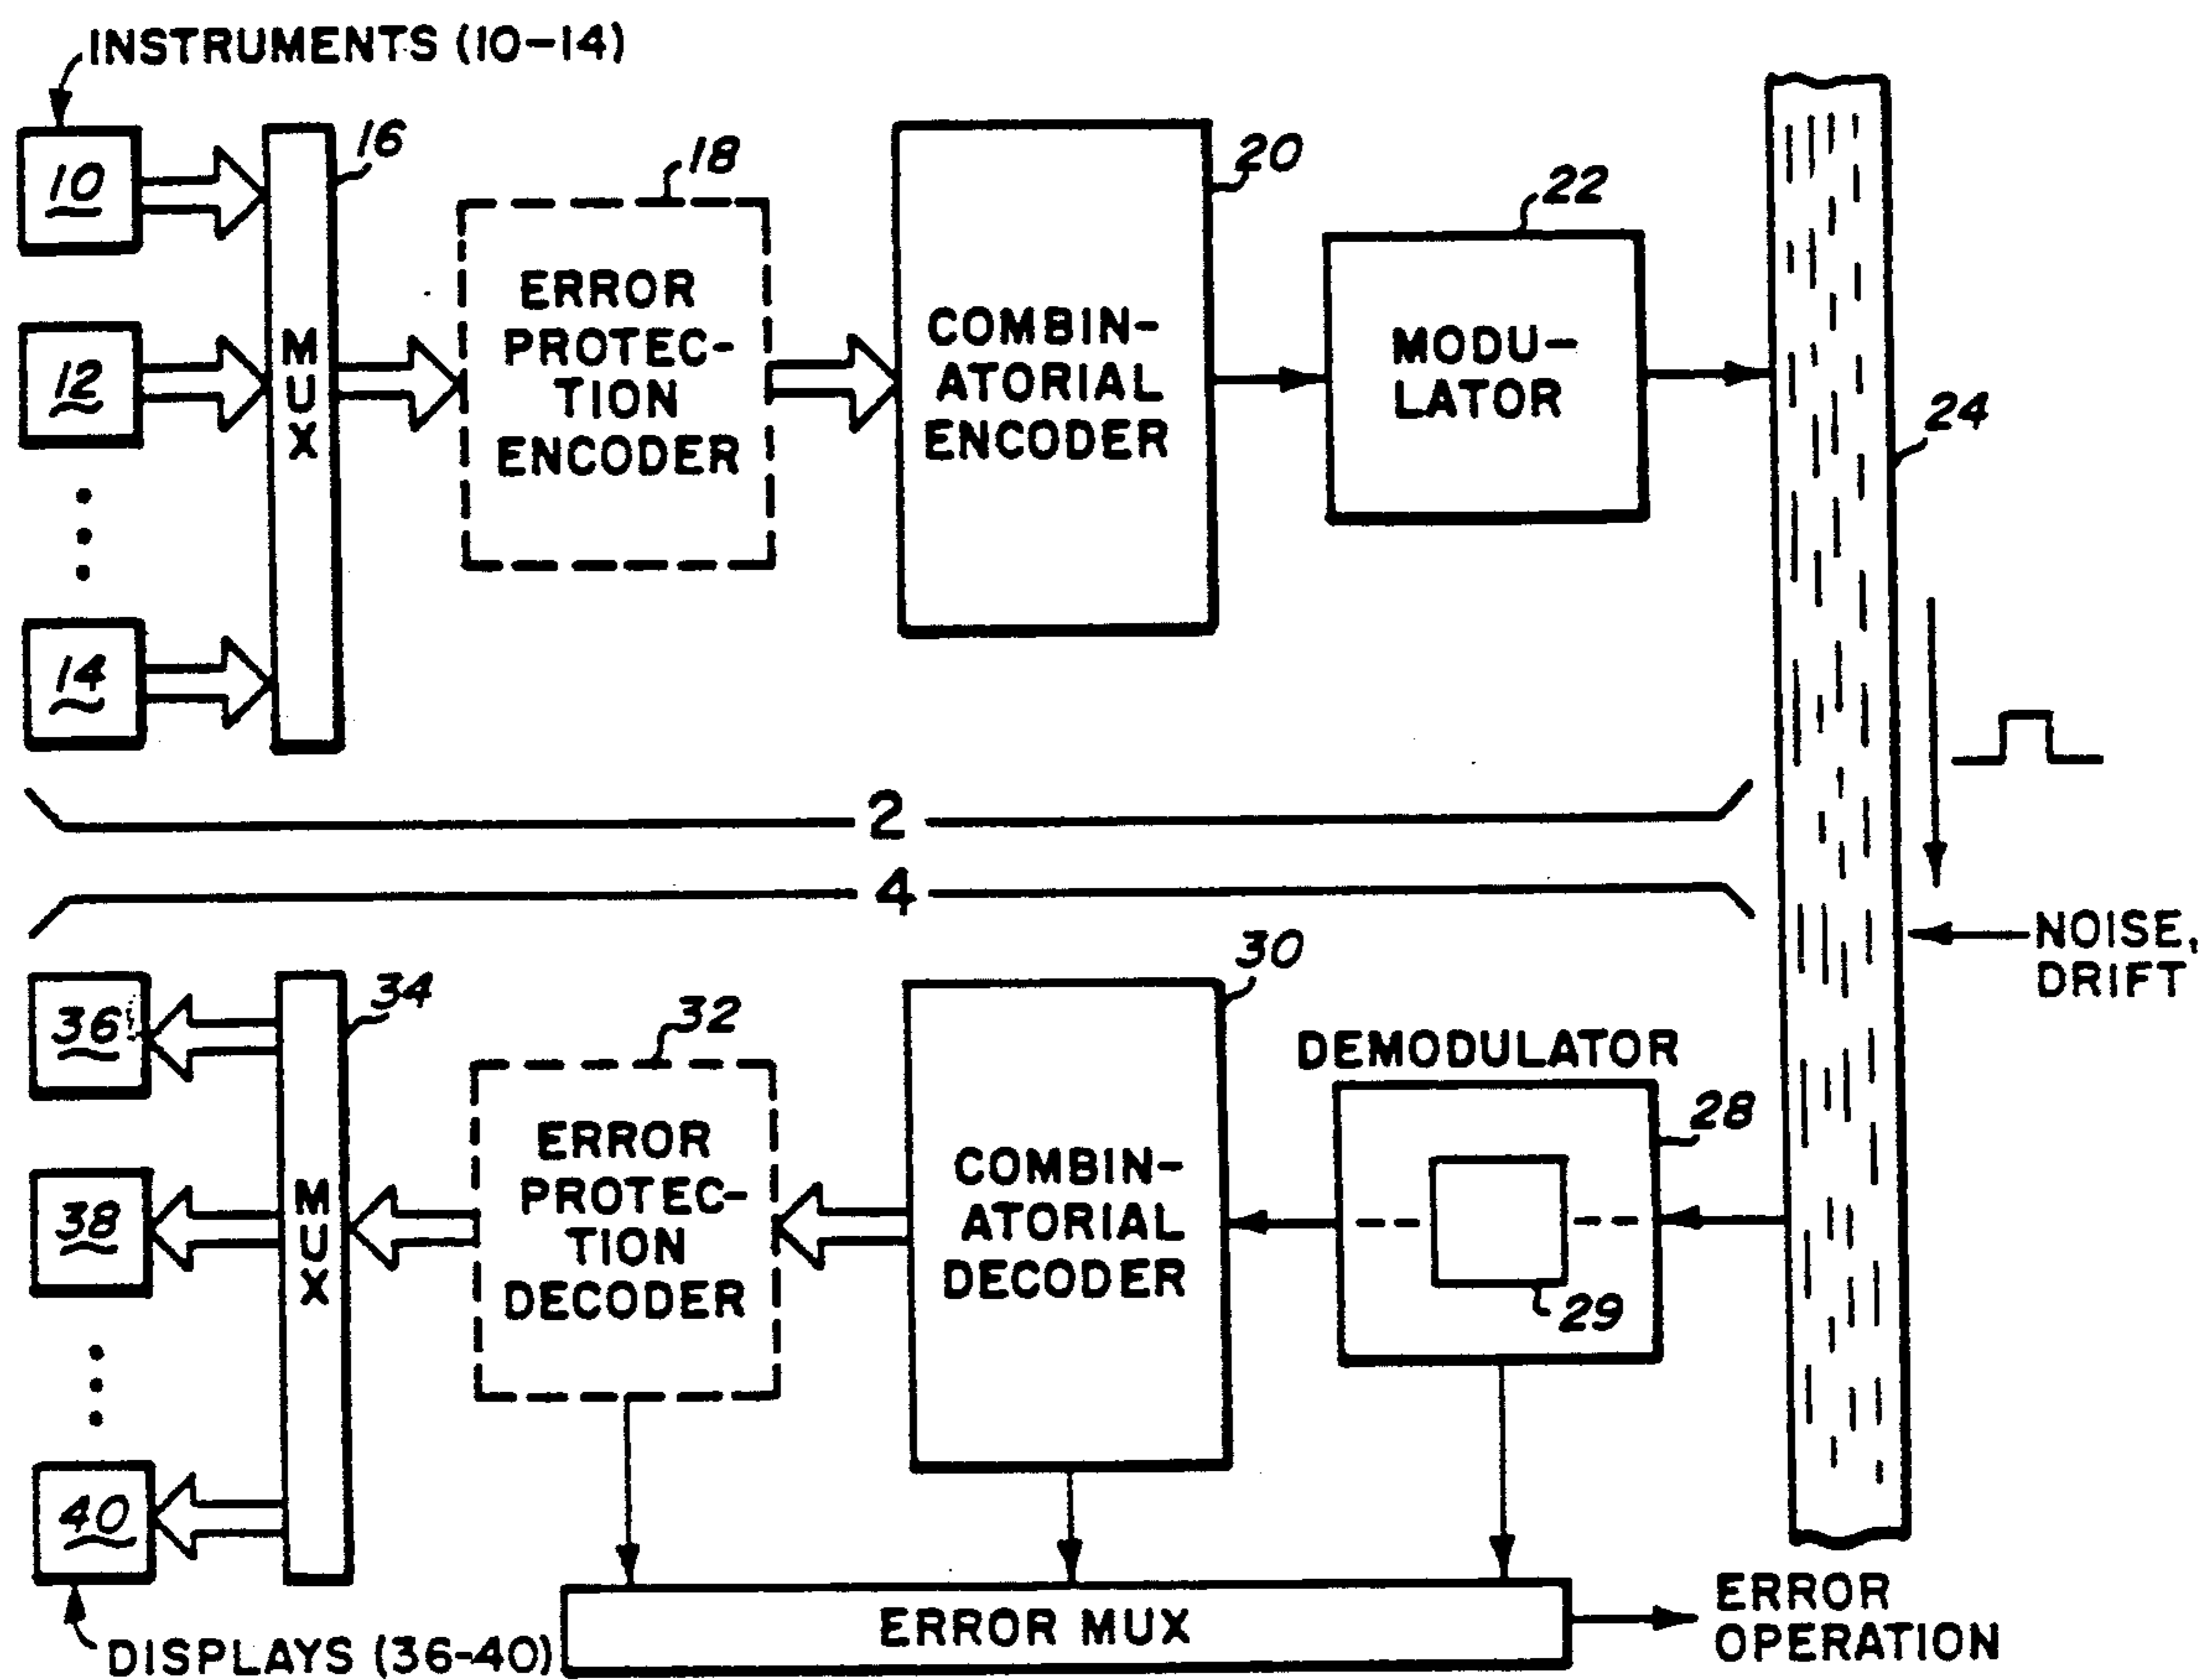 INSTRUMENTS (10-14)
10
12
14
16
MUX
18
ERROR
PROTEC-
TION
ENCODER
20
COMBIN-
ATORIAL
ENCODER
22
MODU-
LATOR
24
2
4
NOISE,
DRIFT
36
38
40
34
MUX
32
ERROR
PROTEC-
TION
DECODER
30
COMBIN-
ATORIAL
DECODER
DEMODULATOR
28
29
DISPLAYS (36-40)
ERROR MUX
ERROR
OPERATION